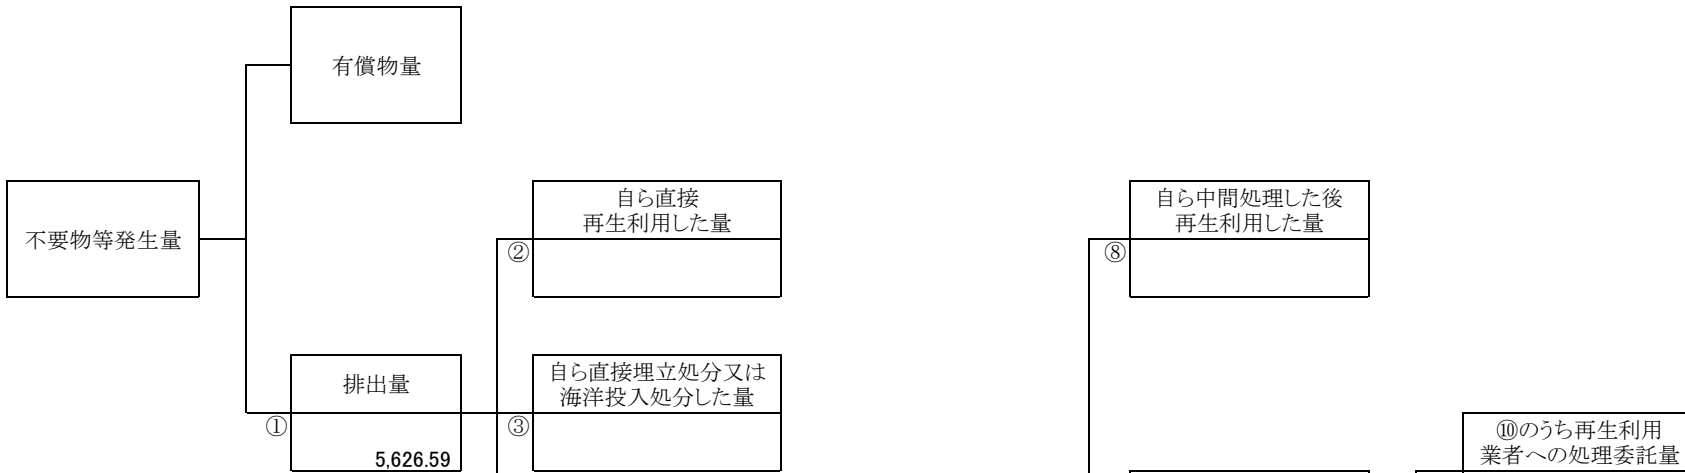 有償物量
不要物等発生量
自ら直接
再生利用した量
②
自ら中間処理した後
再生利用した量
⑧
排出量
①
5,626.59
自ら直接埋立処分又は
海洋投入処分した量
③
⑩のうち再生利用
業者への処理委託量